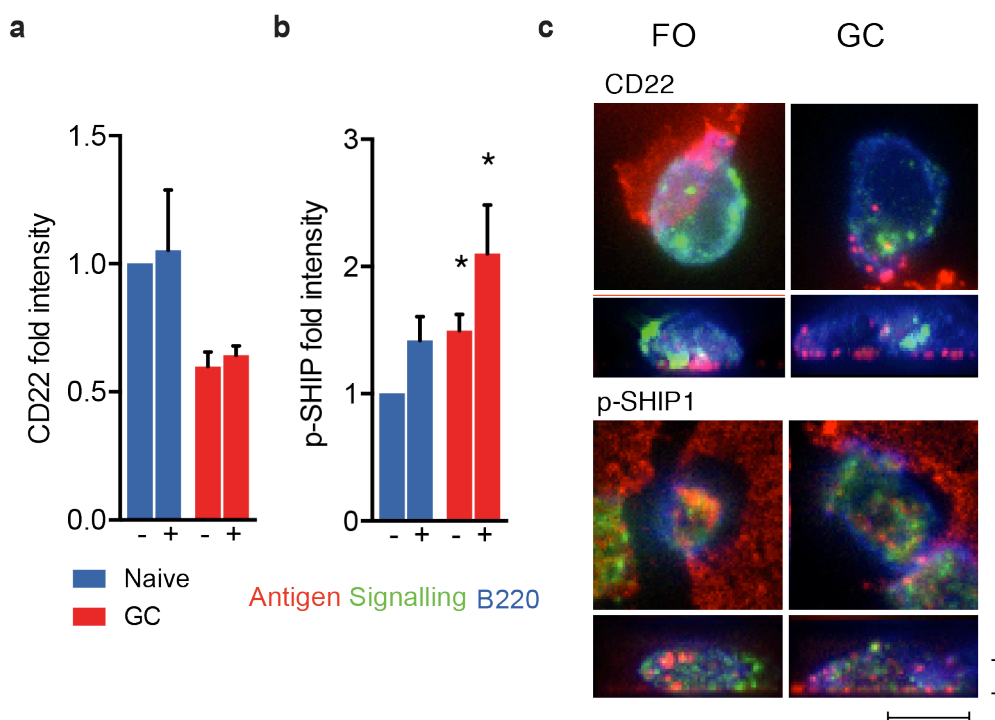 a
b
c
FO
GC
CD22
1.5
1.0
0.5
0.0
CD22 fold intensity
- + - +
3
2
1
0
p-SHIP fold intensity
*
*
- + - +
p-SHIP1
Naive
GC
Antigen Signalling B220